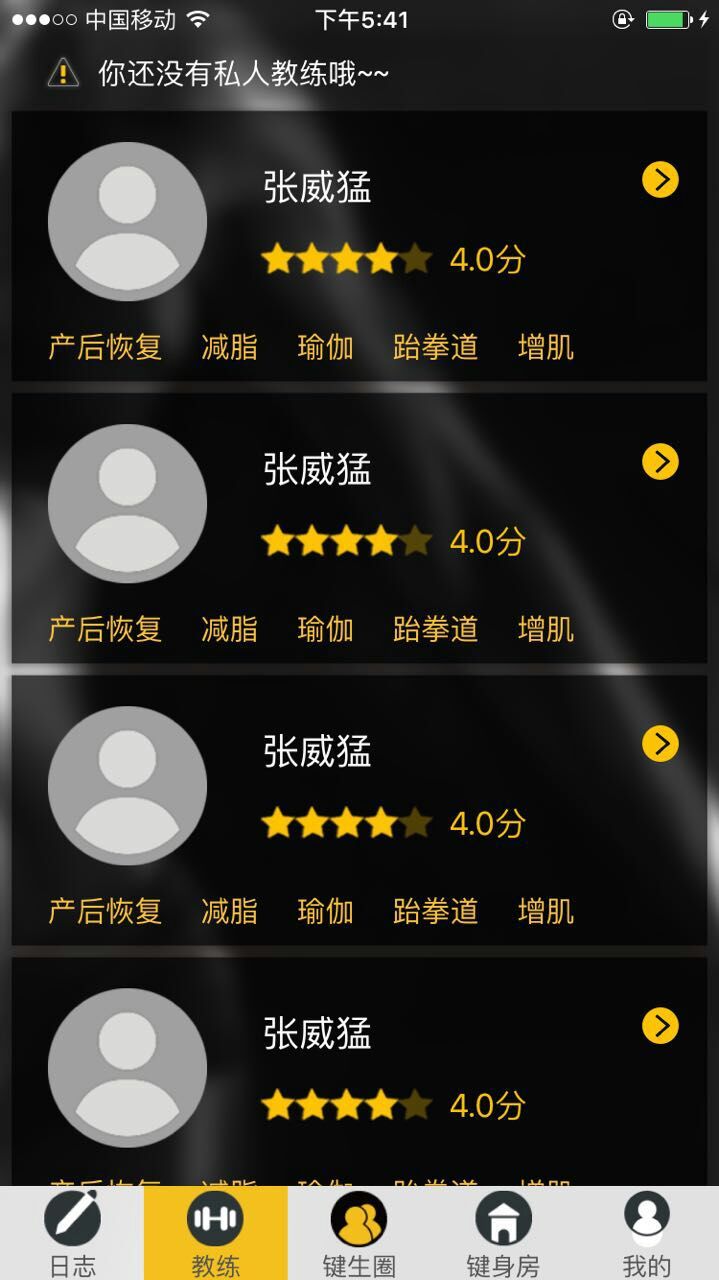 中国移动 下午5:41
你还没有私人教练哦~~
张威猛
4.0分
产后恢复 减脂 瑜伽 跆拳道 增肌
张威猛
4.0分
产后恢复 减脂 瑜伽 跆拳道 增肌
张威猛
4.0分
产后恢复 减脂 瑜伽 跆拳道 增肌
张威猛
4.0分
日志 教练 键生圈 键身房 我的